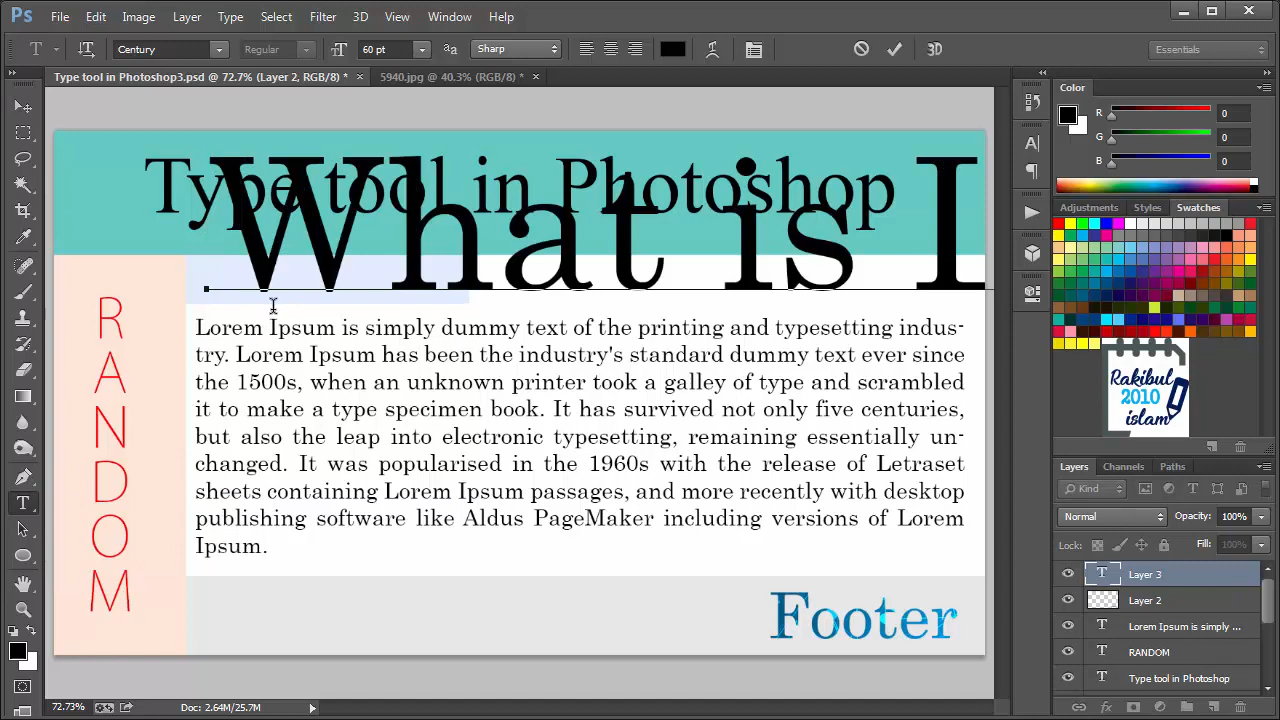 Ps File Edit Image Layer Type Select Filter 3D View Window Help
T Century Regular 60 pt Sharp 3D Essentials
Type tool in Photoshop3.psd @ 72.7% (Layer 2, RGB/8) * × 5940.jpg @ 40.3% (RGB/8) * ×
Type tool in Photoshop
What is I
RANDOM
Lorem Ipsum is simply dummy text of the printing and typesetting indus-
try. Lorem Ipsum has been the industry's standard dummy text ever since
the 1500s, when an unknown printer took a galley of type and scrambled
it to make a type specimen book. It has survived not only five centuries,
but also the leap into electronic typesetting, remaining essentially un-
changed. It was popularised in the 1960s with the release of Letraset
sheets containing Lorem Ipsum passages, and more recently with desktop
publishing software like Aldus PageMaker including versions of Lorem
Ipsum.
Footer
72.73% Doc: 2.64M/25.7M
Color
R 0
G 0
B 0
Adjustments Styles Swatches
Rakibul
2010
islam
Layers Channels Paths
Kind
Normal Opacity: 100%
Lock: Fill: 100%
T Layer 3
Layer 2
T Lorem Ipsum is simply ...
T RANDOM
T Type tool in Photoshop
fx